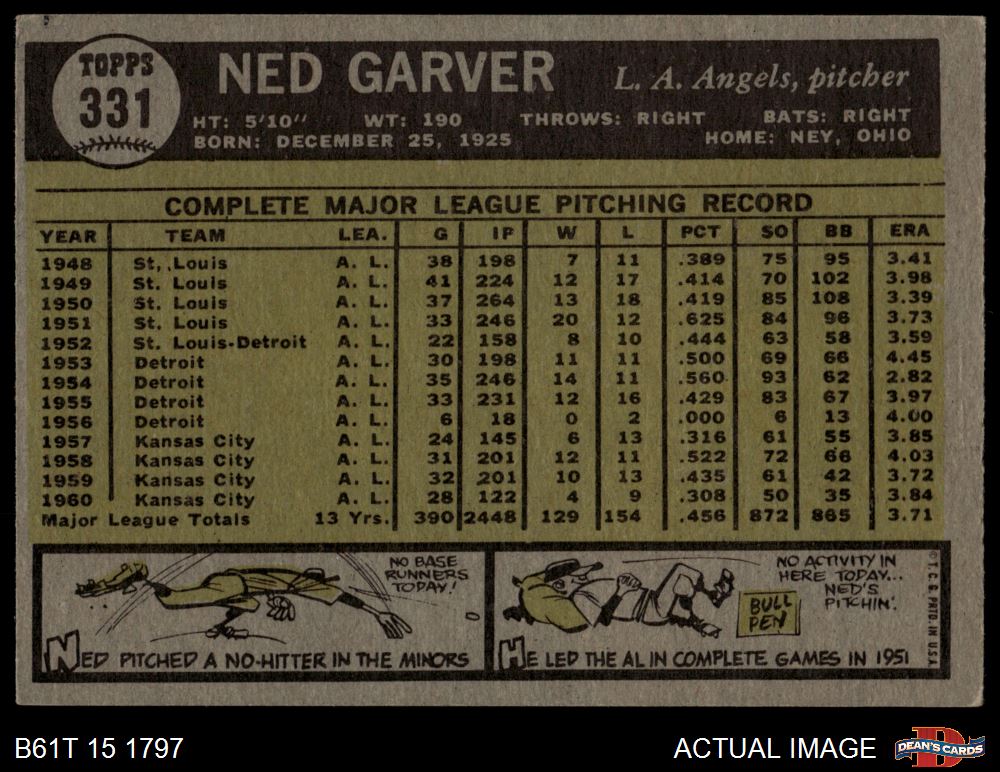 TOPPS
331
NED GARVER
L. A. Angels, pitcher
HT: 5'10" WT: 190 THROWS: RIGHT BATS: RIGHT
BORN: DECEMBER 25, 1925 HOME: NEY, OHIO
COMPLETE MAJOR LEAGUE PITCHING RECORD
YEAR TEAM LEA. G IP W L PCT SO BB ERA
1948 St. Louis A. L. 38 198 7 11 .389 75 95 3.41
1949 St. Louis A. L. 41 224 12 17 .414 70 102 3.98
1950 St. Louis A. L. 37 264 13 18 .419 85 108 3.39
1951 St. Louis A. L. 33 246 20 12 .625 84 96 3.73
1952 St. Louis-Detroit A. L. 22 158 8 10 .444 63 58 3.59
1953 Detroit A. L. 30 198 11 11 .500 69 66 4.45
1954 Detroit A. L. 35 246 14 11 .560 93 62 2.82
1955 Detroit A. L. 33 231 12 16 .429 83 67 3.97
1956 Detroit A. L. 6 18 0 2 .000 6 13 4.00
1957 Kansas City A. L. 24 145 6 13 .316 61 55 3.85
1958 Kansas City A. L. 31 201 12 11 .522 72 66 4.03
1959 Kansas City A. L. 32 201 10 13 .435 61 42 3.72
1960 Kansas City A. L. 28 122 4 9 .308 50 35 3.84
Major League Totals 13 Yrs. 390 2448 129 154 .456 872 865 3.71
NO BASE
RUNNERS
TODAY!
NED PITCHED A NO-HITTER IN THE MINORS
NO ACTIVITY IN
HERE TODAY...
NED'S
PITCHIN'.
BULL
PEN
HE LED THE AL IN COMPLETE GAMES IN 1951
© T. C. G. PRTD. IN U.S.A.
B61T 15 1797
ACTUAL IMAGE
D
DEAN'S CARDS